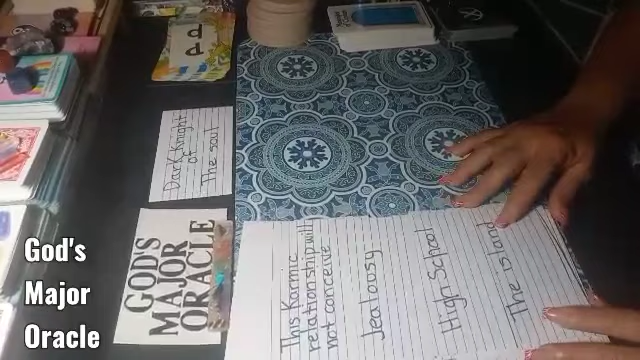 Dark Knight
of
The soul
GOD'S
MAJOR
ORACLE
This Karmic
relationship will
not conceive
Jealousy
High School
The island
God's
Major
Oracle